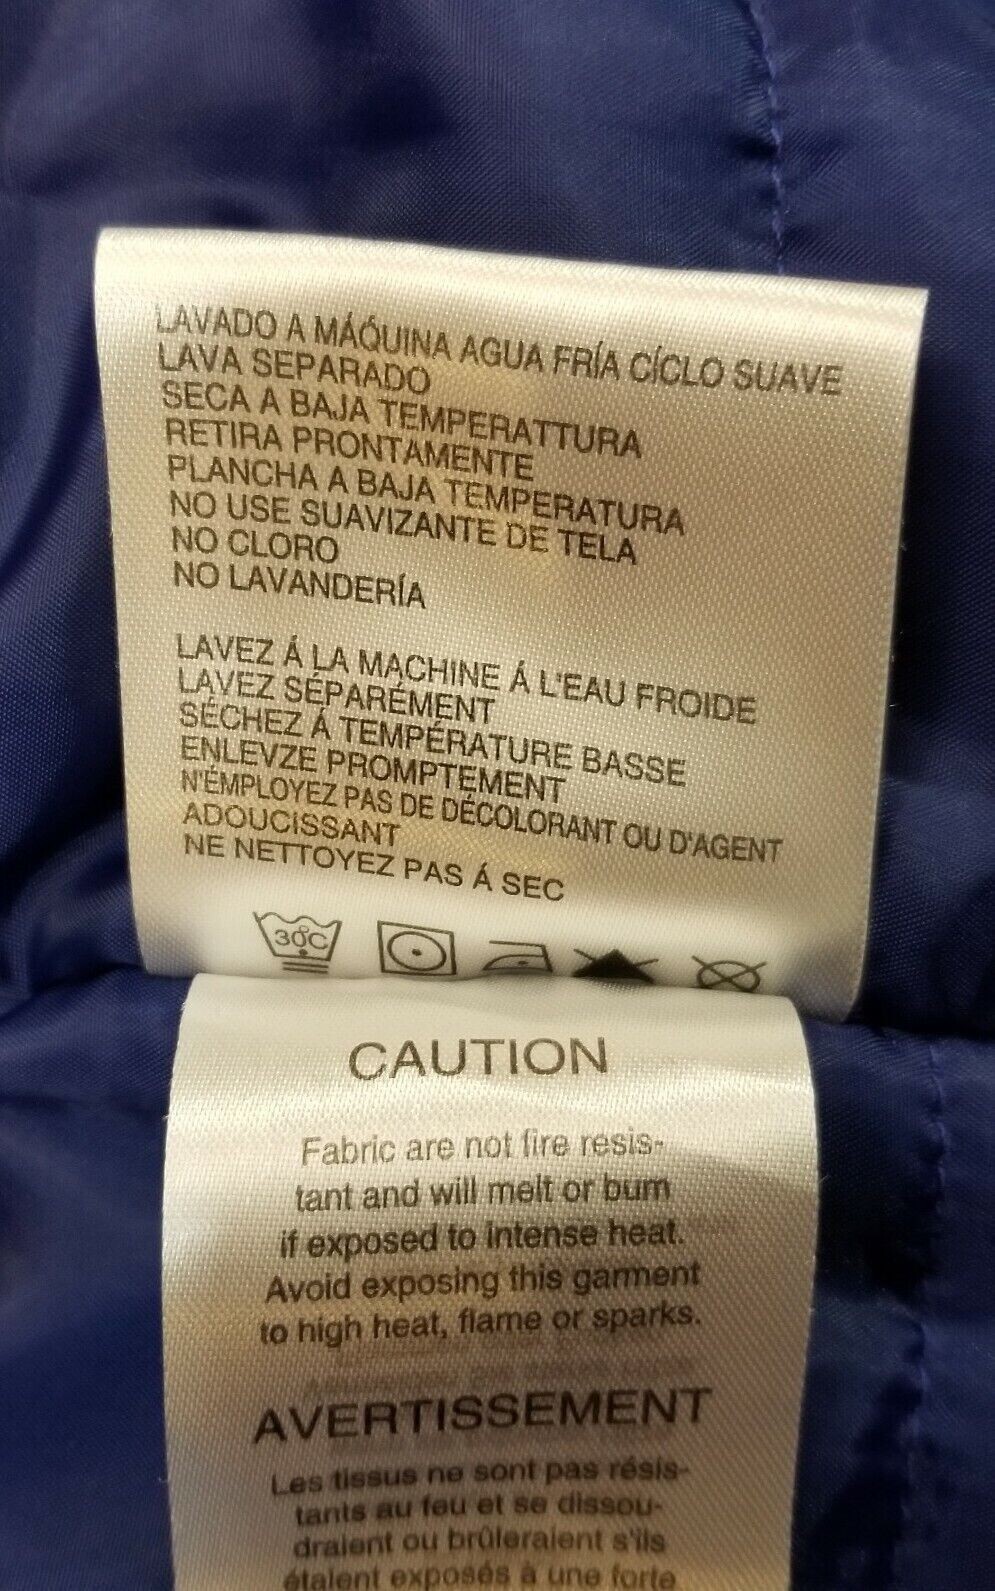 LAVADO A MÁQUINA AGUA FRÍA CÍCLO SUAVE
LAVA SEPARADO
SECA A BAJA TEMPERATTURA
RETIRA PRONTAMENTE
PLANCHA A BAJA TEMPERATURA
NO USE SUAVIZANTE DE TELA
NO CLORO
NO LAVANDERÍA
LAVEZ Á LA MACHINE Á L'EAU FROIDE
LAVEZ SÉPARÉMENT
SÉCHEZ Á TEMPÉRATURE BASSE
ENLEVZE PROMPTEMENT
N'ÉMPLOYEZ PAS DE DÉCOLORANT OU D'AGENT
ADOUCISSANT
NE NETTOYEZ PAS Á SEC
30°C
CAUTION
Fabric are not fire resis-
tant and will melt or burn
if exposed to intense heat.
Avoid exposing this garment
to high heat, flame or sparks.
AVERTISSEMENT
Les tissus ne sont pas résis-
tants au feu et se dissou-
draient ou brûleraient s'ils
étaient exposés à une forte